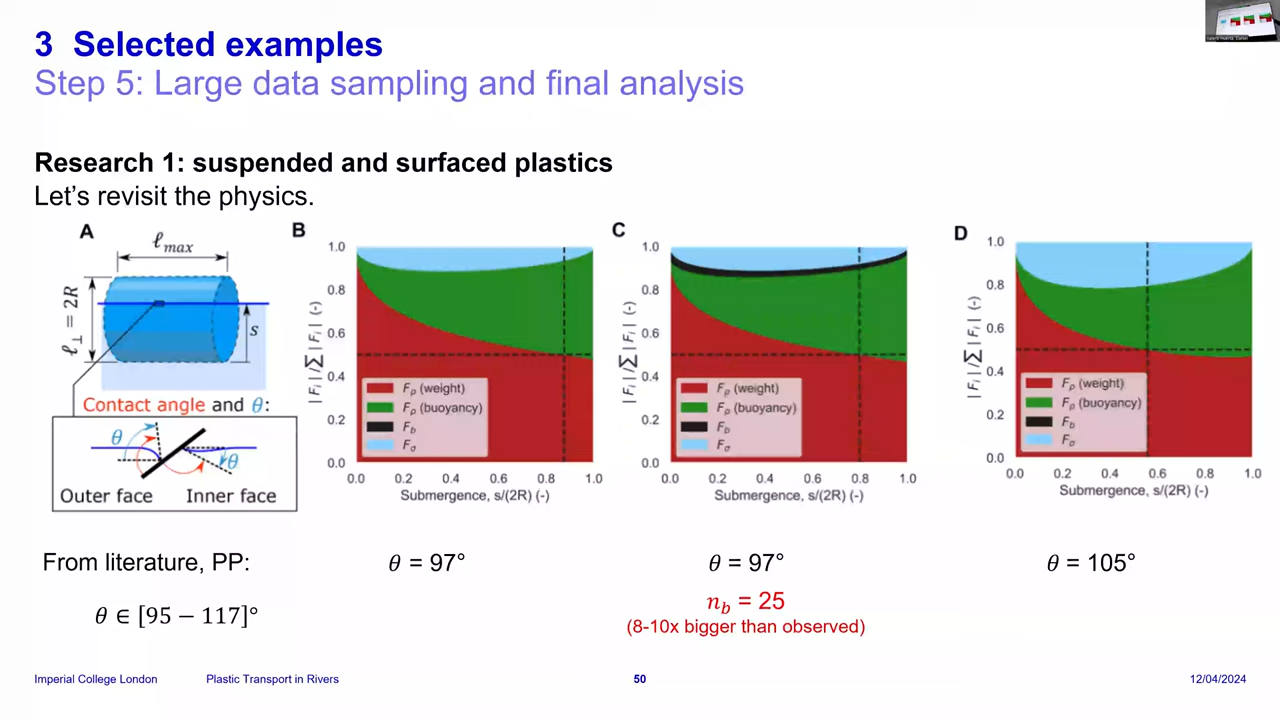 3 Selected examples
Step 5: Large data sampling and final analysis
Research 1: suspended and surfaced plastics
Let's revisit the physics.
A
ℓmax
ℓ⊥ = 2R
s
Contact angle and θ:
θ
θ
Outer face
Inner face
B
1.0
0.8
0.6
0.4
0.2
0.0
|Fi|/∑|Fi| (-)
Fρ (weight)
Fρ (buoyancy)
Fb
Fσ
0.0 0.2 0.4 0.6 0.8 1.0
Submergence, s/(2R) (-)
C
1.0
0.8
0.6
0.4
0.2
0.0
|Fi|/∑|Fi| (-)
Fρ (weight)
Fρ (buoyancy)
Fb
Fσ
0.0 0.2 0.4 0.6 0.8 1.0
Submergence, s/(2R) (-)
D
1.0
0.8
0.6
0.4
0.2
0.0
|Fi|/∑|Fi| (-)
Fρ (weight)
Fρ (buoyancy)
Fb
Fσ
0.0 0.2 0.4 0.6 0.8 1.0
Submergence, s/(2R) (-)
From literature, PP:
θ ∈ [95 − 117]°
θ = 97°
θ = 97°
nb = 25
(8-10x bigger than observed)
θ = 105°
Imperial College London
Plastic Transport in Rivers
50
12/04/2024